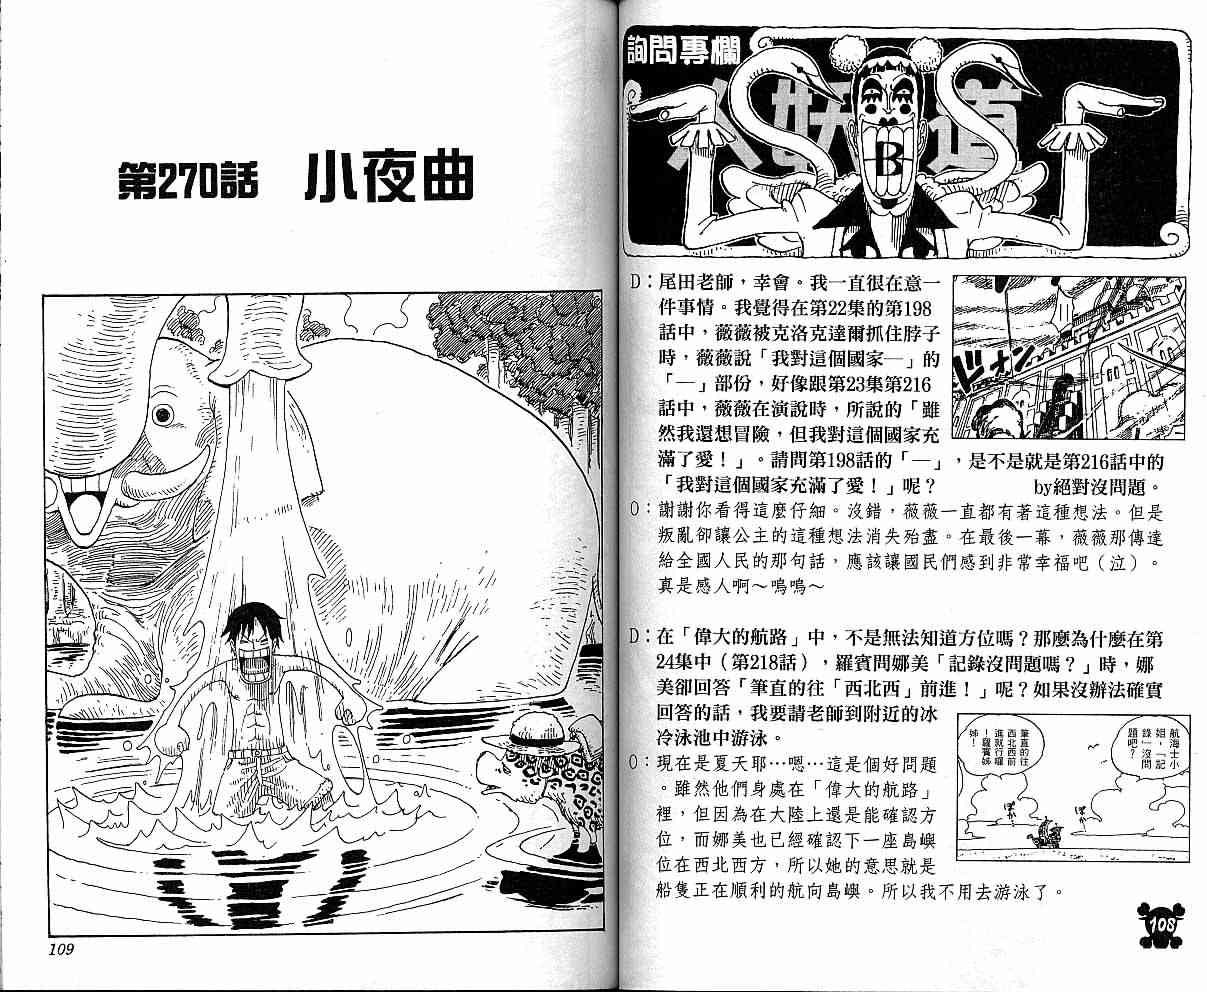 詢問專欄
人妖道
B
D：尾田老師，幸會。我一直很在意一
件事情。我覺得在第22集的第198
話中，薇薇被克洛克達爾抓住脖子
時，薇薇說「我對這個國家—」的
「—」部份，好像跟第23集第216
話中，薇薇在演說時，所說的「雖
然我還想冒險，但我對這個國家充
滿了愛！」。請問第198話的「—」，是不是就是第216話中的
「我對這個國家充滿了愛！」呢？　by絕對沒問題。
ドォン
O：謝謝你看得這麼仔細。沒錯，薇薇一直都有著這種想法。但是
叛亂卻讓公主的這種想法消失殆盡。在最後一幕，薇薇那傳達
給全國人民的那句話，應該讓國民們感到非常幸福吧（泣）。
真是感人啊～嗚嗚～
D：在「偉大的航路」中，不是無法知道方位嗎？那麼為什麼在第
24集中（第218話），羅賓問娜美「記錄沒問題嗎？」時，娜
美卻回答「筆直的往「西北西」前進！」呢？如果沒辦法確實
回答的話，我要請老師到附近的冰
冷泳池中游泳。
O：現在是夏天耶…嗯…這是個好問題
。雖然他們身處在「偉大的航路」
裡，但因為在大陸上還是能確認方
位，而娜美也已經確認下一座島嶼
位在西北西方，所以她的意思就是
船隻正在順利的航向島嶼。所以我不用去游泳了。
航海士小
姐，「記
錄」沒問
題吧？
筆直的往
西北西前
進就行囉
！羅賓姊
姊！
ぽか…
ぽか…
108
第270話　小夜曲
109